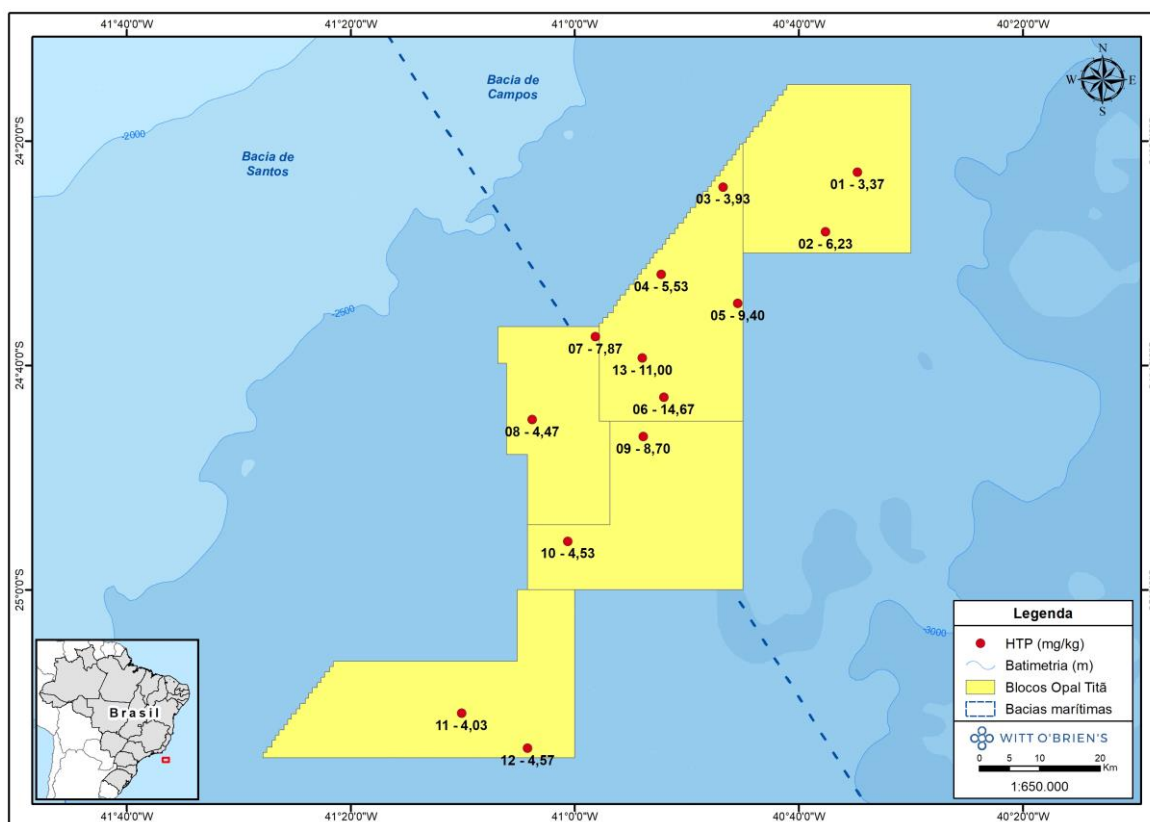 41°40'0"W
41°20'0"W
41°0'0"W
40°40'0"W
40°20'0"W
N
W
E
S
Bacia de
Campos
Bacia de
Santos
-2000
-2500
-3000
24°20'0"S
24°40'0"S
25°0'0"S
01 - 3,37
03 - 3,93
02 - 6,23
04 - 5,53
05 - 9,40
07 - 7,87
13 - 11,00
06 - 14,67
08 - 4,47
09 - 8,70
10 - 4,53
11 - 4,03
12 - 4,57
Brasil
Legenda
HTP (mg/kg)
Batimetria (m)
Blocos Opal Titã
Bacias marítimas
WITT O'BRIEN'S
0 5 10 20
Km
1:650.000
41°40'0"W
41°20'0"W
41°0'0"W
40°40'0"W
40°20'0"W